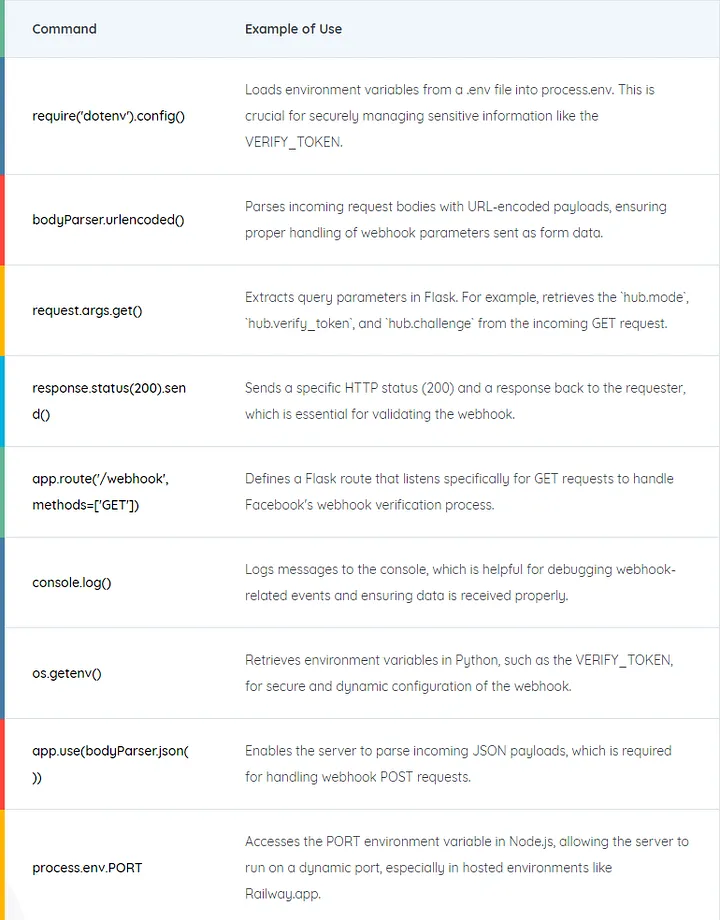 Command
Example of Use
require('dotenv').config()
Loads environment variables from a .env file into process.env. This is
crucial for securely managing sensitive information like the
VERIFY_TOKEN.
bodyParser.urlencoded()
Parses incoming request bodies with URL-encoded payloads, ensuring
proper handling of webhook parameters sent as form data.
request.args.get()
Extracts query parameters in Flask. For example, retrieves the `hub.mode`,
`hub.verify_token`, and `hub.challenge` from the incoming GET request.
response.status(200).sen
d()
Sends a specific HTTP status (200) and a response back to the requester,
which is essential for validating the webhook.
app.route('/webhook',
methods=['GET'])
Defines a Flask route that listens specifically for GET requests to handle
Facebook's webhook verification process.
console.log()
Logs messages to the console, which is helpful for debugging webhook-
related events and ensuring data is received properly.
os.getenv()
Retrieves environment variables in Python, such as the VERIFY_TOKEN,
for secure and dynamic configuration of the webhook.
app.use(bodyParser.json(
))
Enables the server to parse incoming JSON payloads, which is required
for handling webhook POST requests.
process.env.PORT
Accesses the PORT environment variable in Node.js, allowing the server to
run on a dynamic port, especially in hosted environments like
Railway.app.